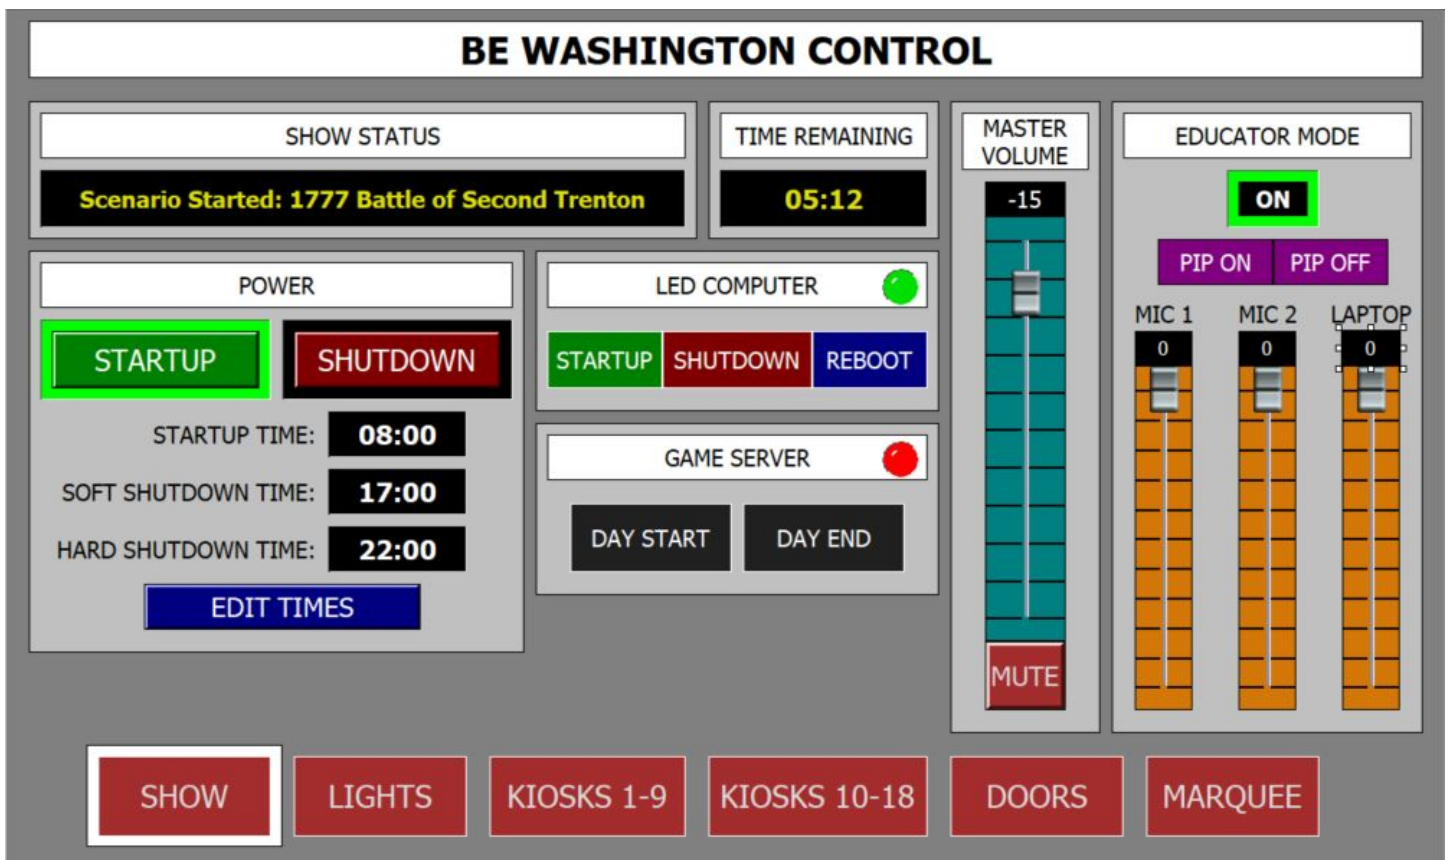 BE WASHINGTON CONTROL
SHOW STATUS
Scenario Started: 1777 Battle of Second Trenton
TIME REMAINING
05:12
MASTER
VOLUME
-15
MUTE
EDUCATOR MODE
ON
PIP ON
PIP OFF
MIC 1
MIC 2
LAPTOP
0
0
0
POWER
STARTUP
SHUTDOWN
STARTUP TIME:
08:00
SOFT SHUTDOWN TIME:
17:00
HARD SHUTDOWN TIME:
22:00
EDIT TIMES
LED COMPUTER
STARTUP
SHUTDOWN
REBOOT
GAME SERVER
DAY START
DAY END
SHOW
LIGHTS
KIOSKS 1-9
KIOSKS 10-18
DOORS
MARQUEE